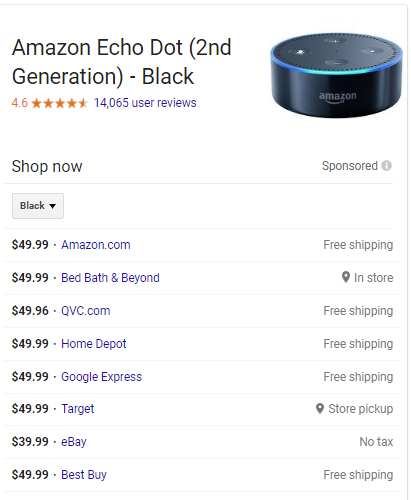 Amazon Echo Dot (2nd
Generation) - Black
4.6 14,065 user reviews
amazon
Shop now Sponsored
Black
$49.99 · Amazon.com Free shipping
$49.99 · Bed Bath & Beyond In store
$49.96 · QVC.com Free shipping
$49.99 · Home Depot Free shipping
$49.99 · Google Express Free shipping
$49.99 · Target Store pickup
$39.99 · eBay No tax
$49.99 · Best Buy Free shipping